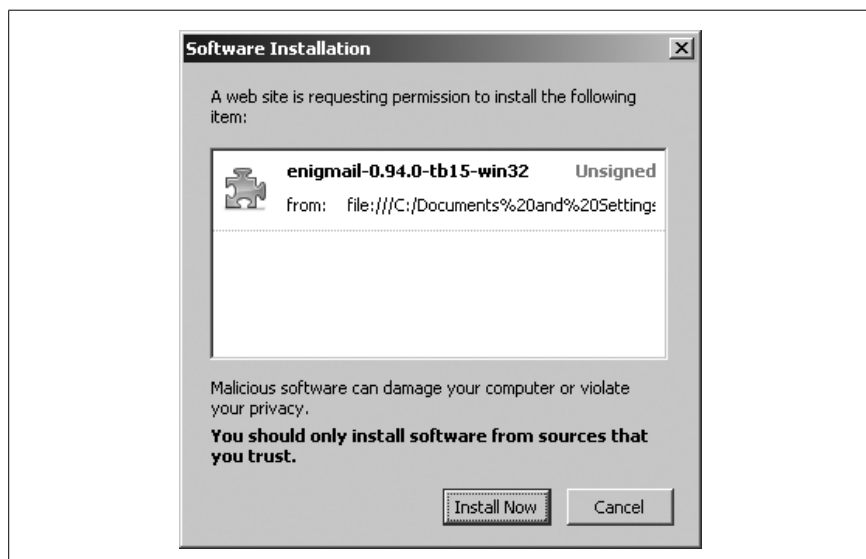 Software Installation
A web site is requesting permission to install the following
item:
enigmail-0.94.0-tb15-win32 Unsigned
from: file:///C:/Documents%20and%20Settings
Malicious software can damage your computer or violate
your privacy.
You should only install software from sources that
you trust.
Install Now Cancel